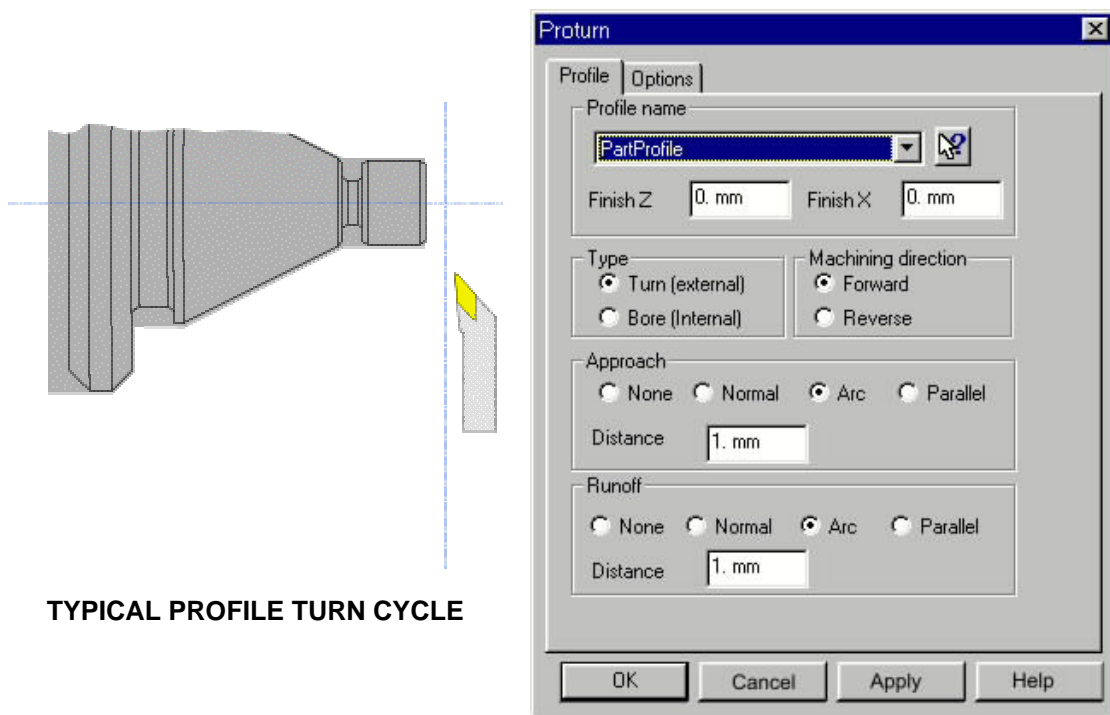 Proturn
Profile Options
Profile name
PartProfile
Finish Z 0. mm Finish X 0. mm
Type
Turn (external)
Bore (Internal)
Machining direction
Forward
Reverse
Approach
None Normal Arc Parallel
Distance 1. mm
Runoff
None Normal Arc Parallel
Distance 1. mm
OK Cancel Apply Help
TYPICAL PROFILE TURN CYCLE